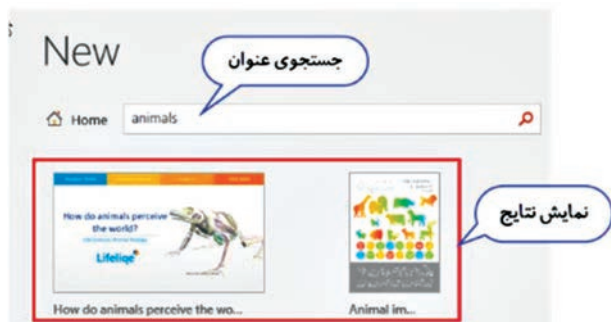 New
جستجوی عنوان
Home
animals
How do animals perceive
the world?
Lifeliqe
نمایش نتایج
How do animals perceive the wo...
Animal im...